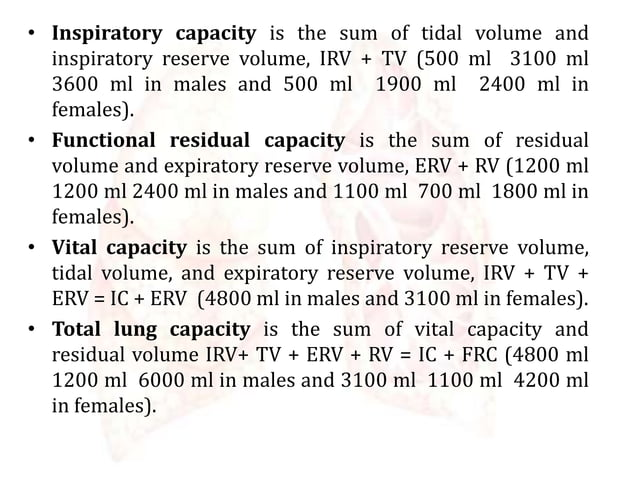 • Inspiratory capacity is the sum of tidal volume and
inspiratory reserve volume, IRV + TV (500 ml 3100 ml
3600 ml in males and 500 ml 1900 ml 2400 ml in
females).
• Functional residual capacity is the sum of residual
volume and expiratory reserve volume, ERV + RV (1200 ml
1200 ml 2400 ml in males and 1100 ml 700 ml 1800 ml in
females).
• Vital capacity is the sum of inspiratory reserve volume,
tidal volume, and expiratory reserve volume, IRV + TV +
ERV = IC + ERV (4800 ml in males and 3100 ml in females).
• Total lung capacity is the sum of vital capacity and
residual volume IRV+ TV + ERV + RV = IC + FRC (4800 ml
1200 ml 6000 ml in males and 3100 ml 1100 ml 4200 ml
in females).